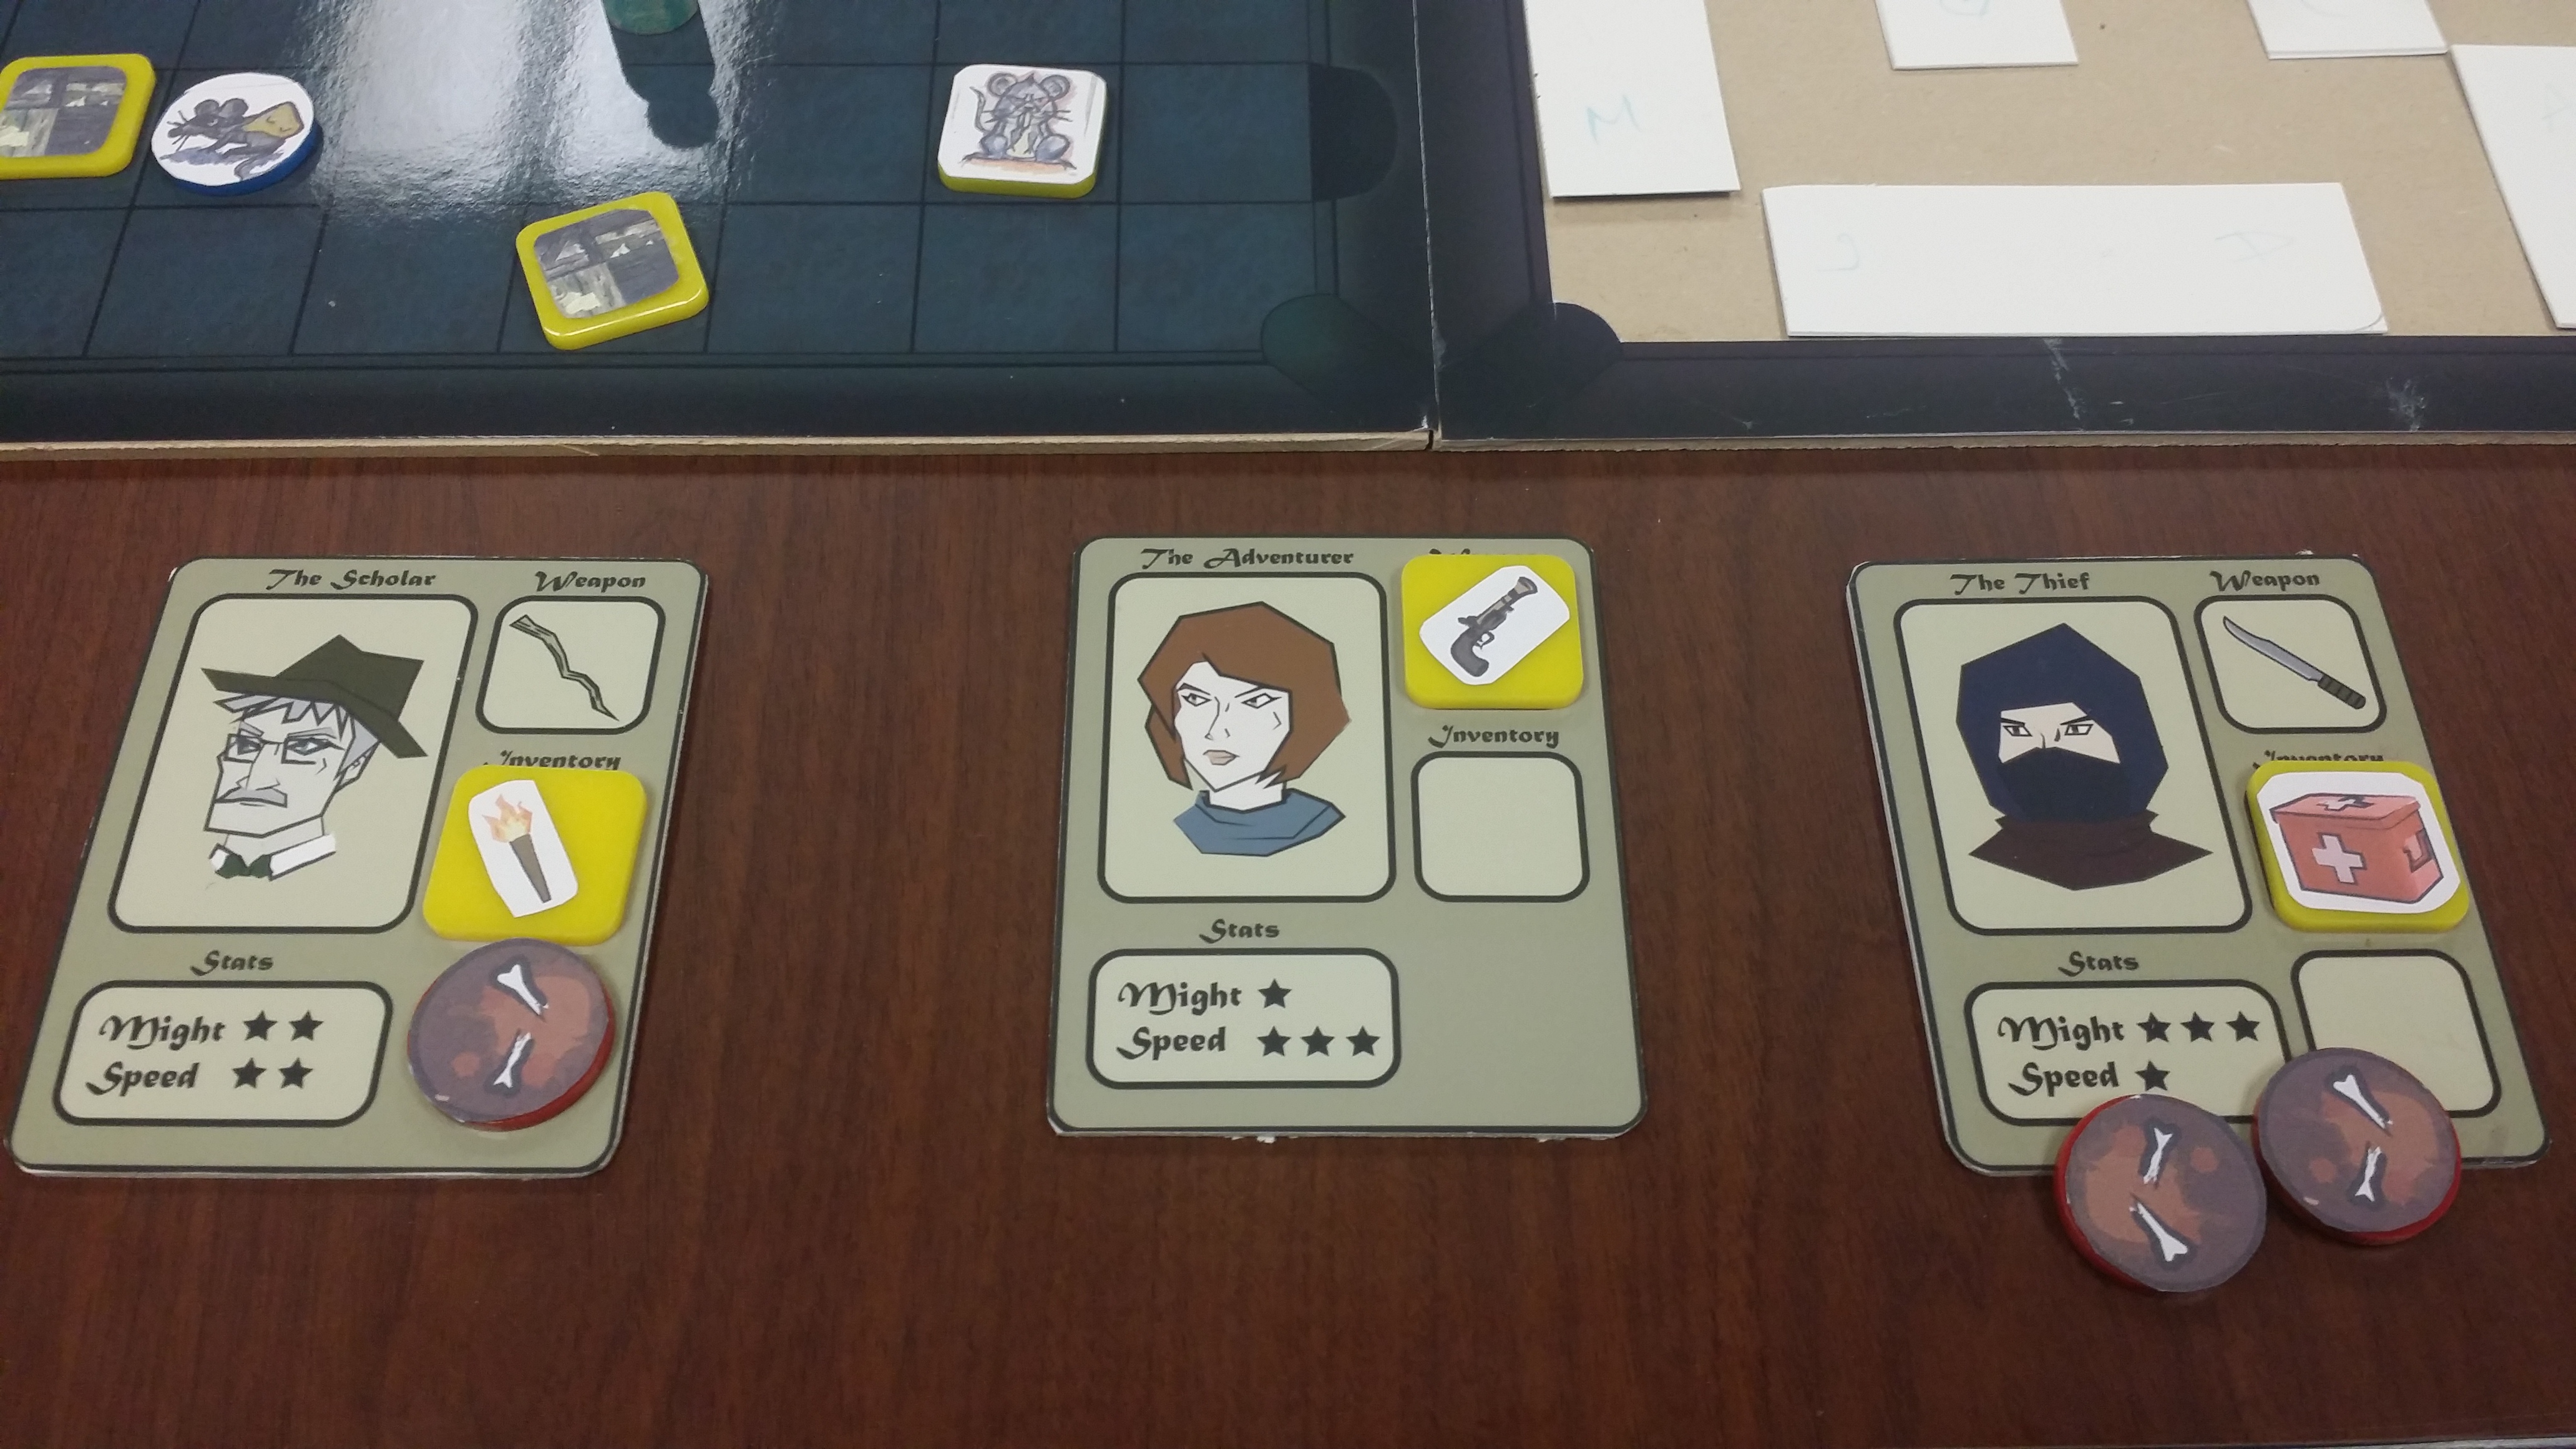 M
The Scholar
Weapon
Inventory
Stats
Might
Speed
The Adventurer
Inventory
Stats
Might
Speed
The Thief
Weapon
Inventory
Stats
Might
Speed